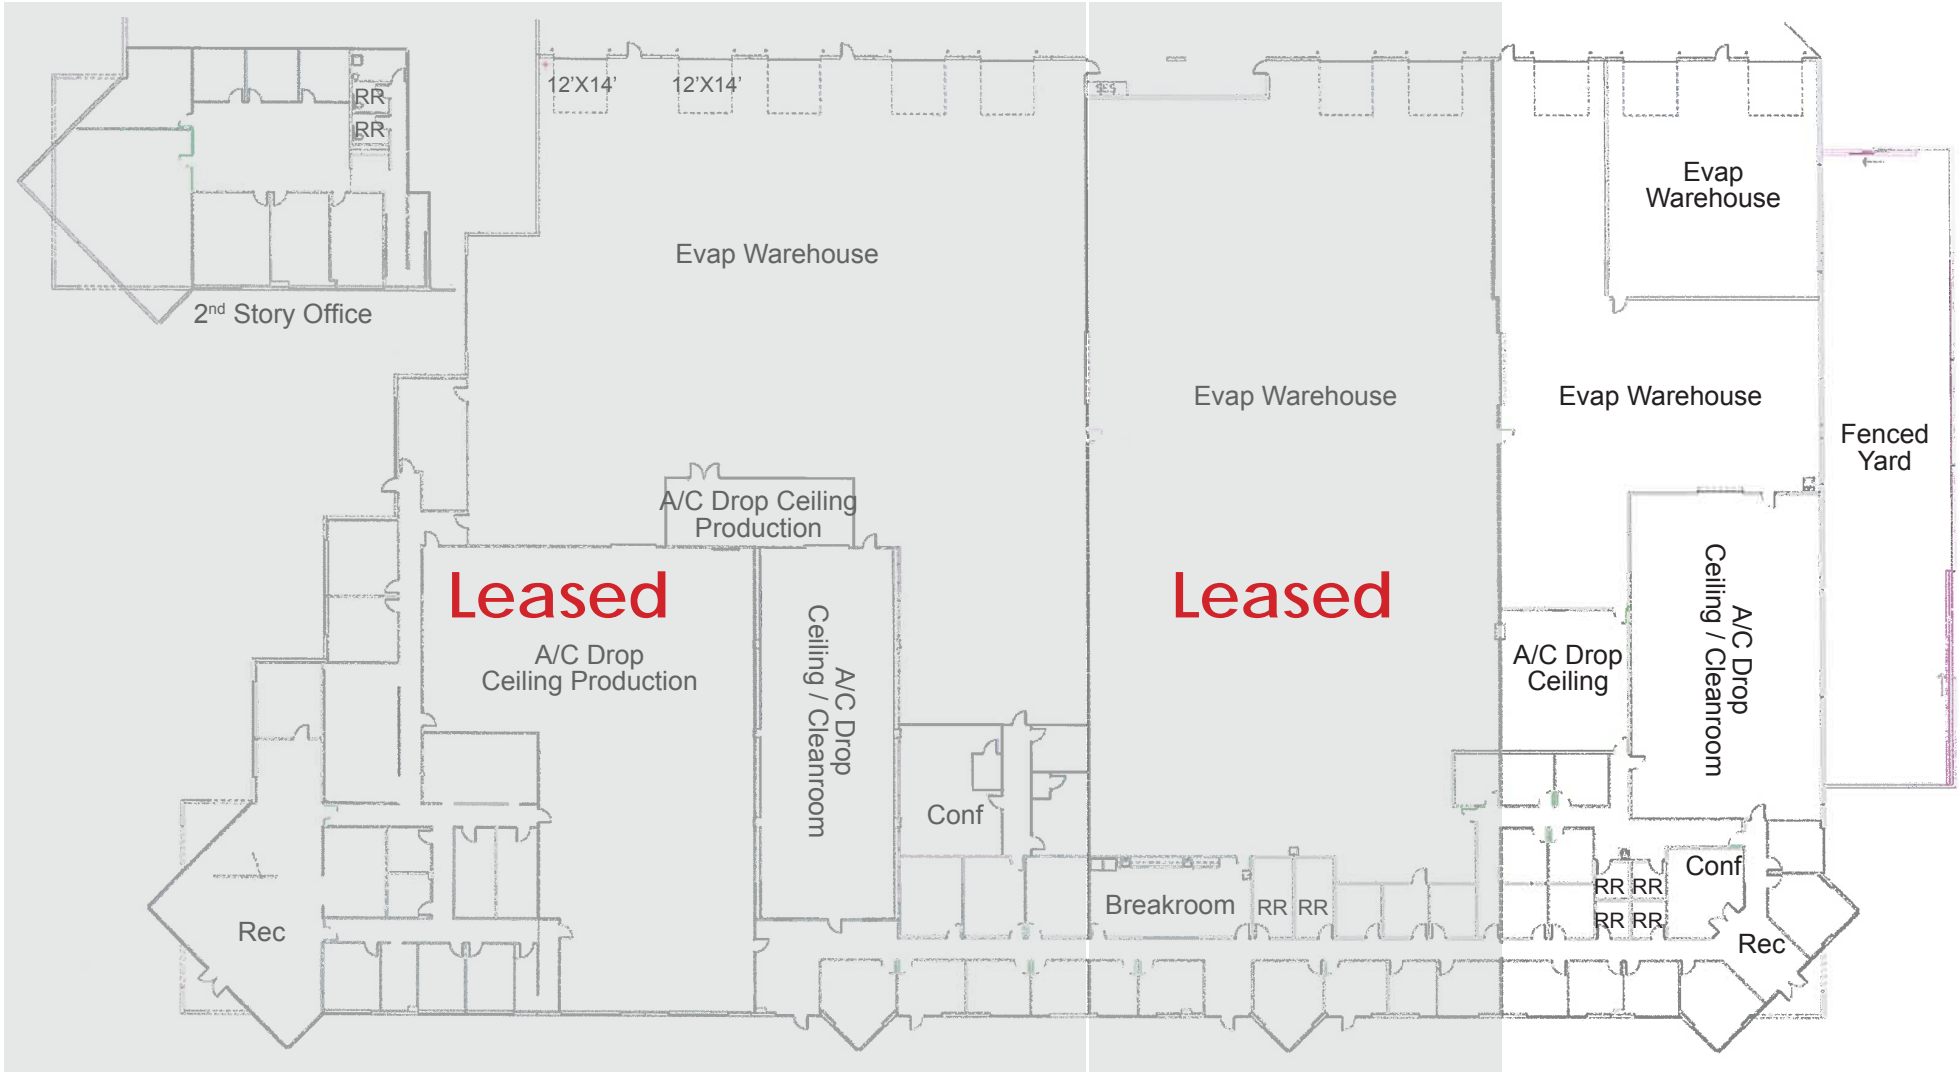 12'X14'
12'X14'
SES
RR
RR
2nd Story Office
Evap Warehouse
Evap
Warehouse
Evap Warehouse
Evap Warehouse
Fenced
Yard
A/C Drop Ceiling
Production
Leased
A/C Drop
Ceiling Production
A/C Drop
Ceiling / Cleanroom
Leased
A/C Drop
Ceiling
A/C Drop
Ceiling / Cleanroom
Conf
Rec
Breakroom
RR
RR
RR
RR
RR
RR
Conf
Rec